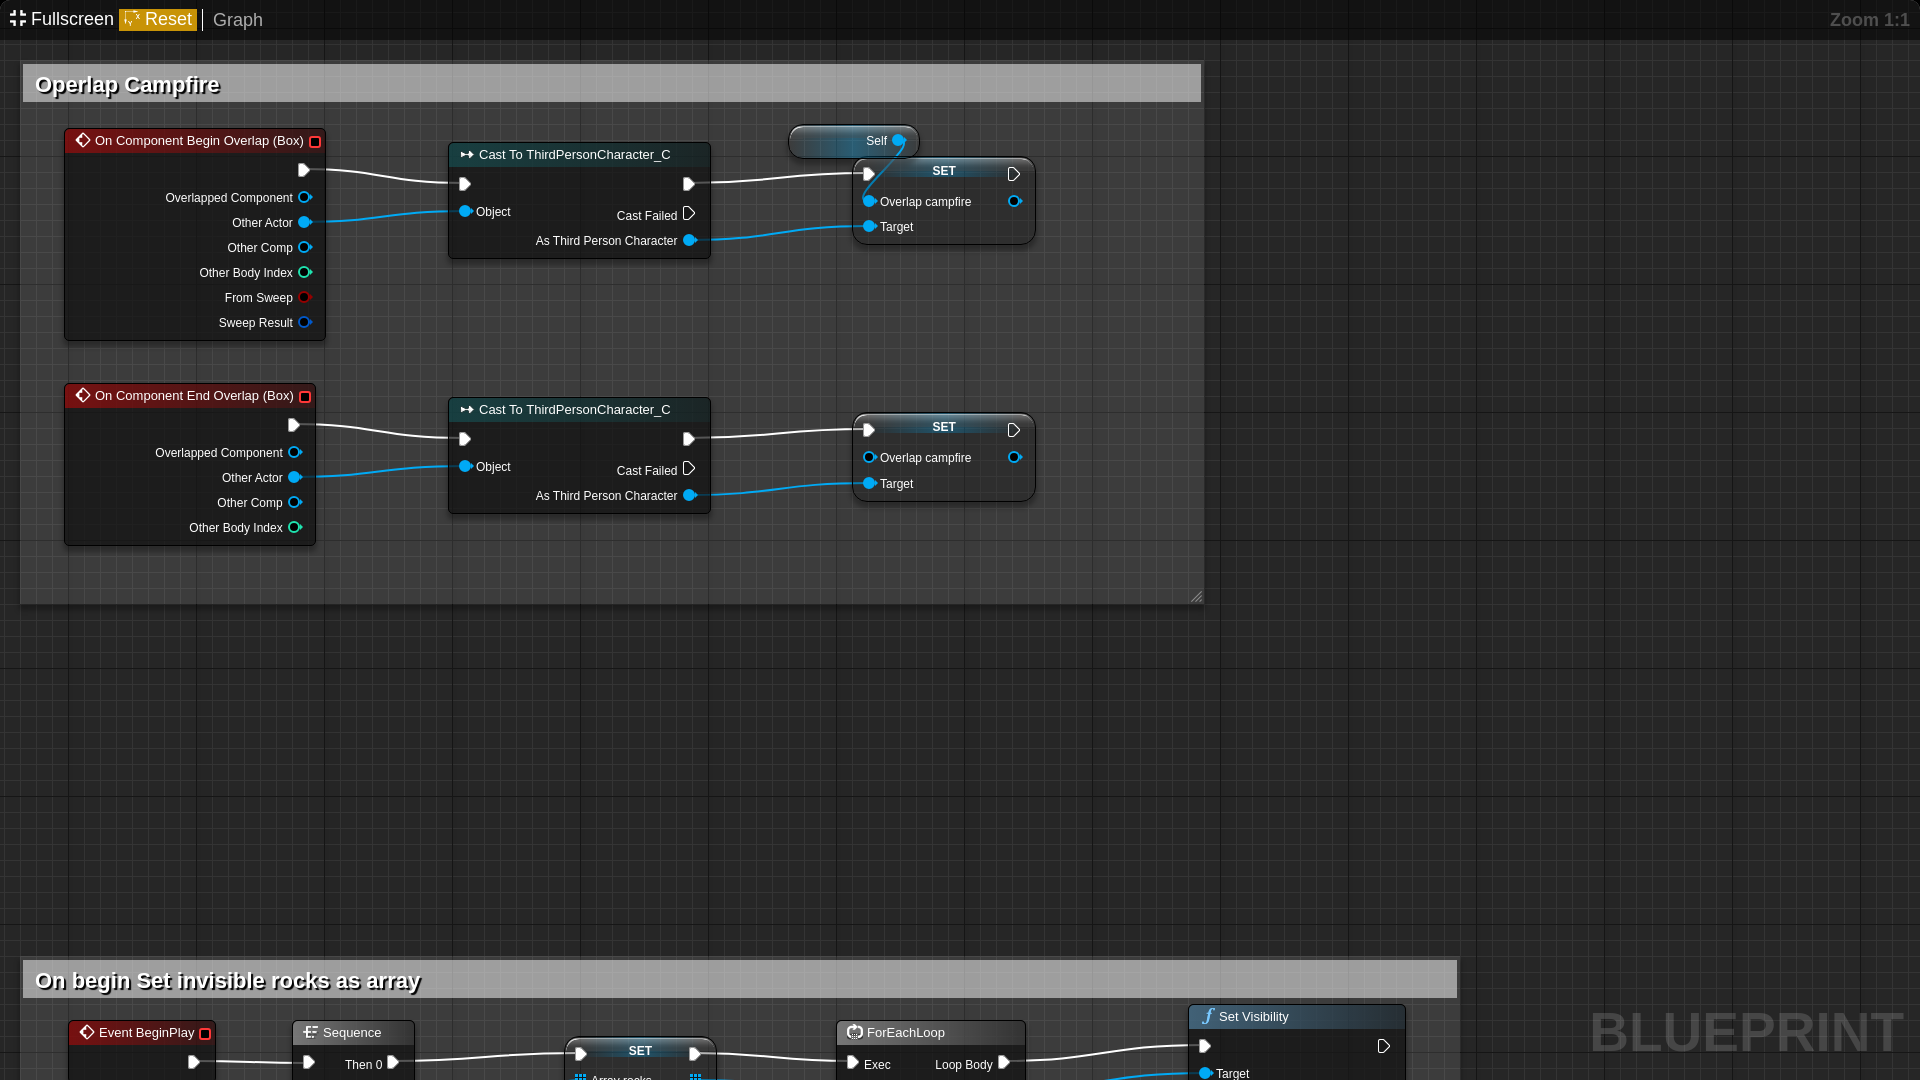 Fullscreen Reset Graph Zoom 1:1
Operlap Campfire
On Component Begin Overlap (Box)
Overlapped Component
Other Actor
Other Comp
Other Body Index
From Sweep
Sweep Result
Cast To ThirdPersonCharacter_C
Object
Cast Failed
As Third Person Character
Self
SET
Overlap campfire
Target
On Component End Overlap (Box)
Overlapped Component
Other Actor
Other Comp
Other Body Index
Cast To ThirdPersonCharacter_C
Object
Cast Failed
As Third Person Character
SET
Overlap campfire
Target
On begin Set invisible rocks as array
Event BeginPlay
Sequence
Then 0
SET
Array rocks
ForEachLoop
Exec Loop Body
Set Visibility
Target
BLUEPRINT